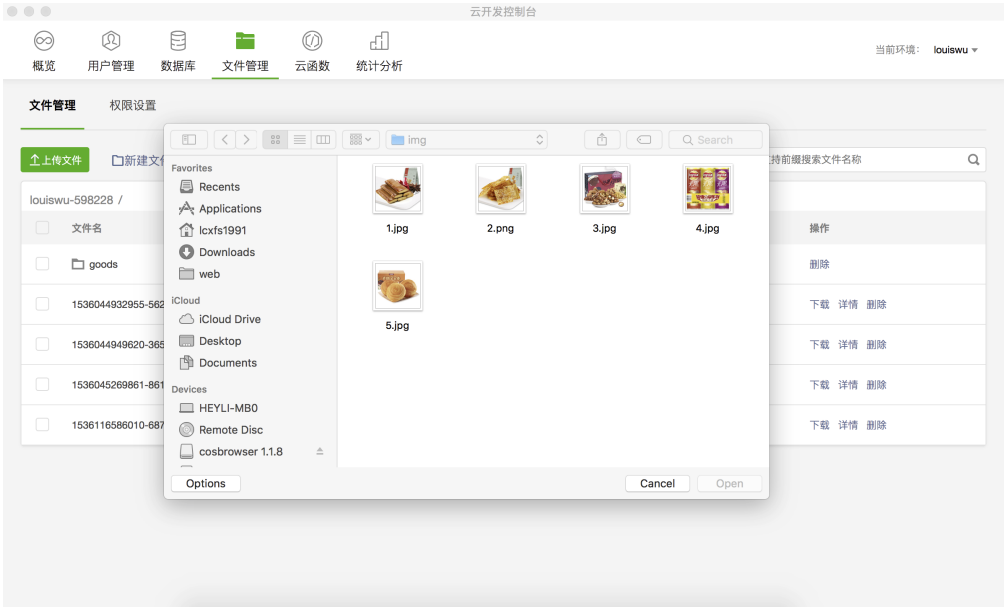 云开发控制台
概览 用户管理 数据库 文件管理 云函数 统计分析
当前环境: louiswu
文件管理 权限设置
上传文件 新建文件 持前缀搜索文件名称
louiswu-598228 /
文件名 操作
goods 删除
1536044932955-562 下载 详情 删除
1536044949620-365 下载 详情 删除
1536045269861-861 下载 详情 删除
1536116586010-687 下载 详情 删除
img
Search
Favorites
Recents
Applications
lcxfs1991
Downloads
web
iCloud
iCloud Drive
Desktop
Documents
Devices
HEYLI-MB0
Remote Disc
cosbrowser 1.1.8
1.jpg 2.png 3.jpg 4.jpg
5.jpg
Options Cancel Open